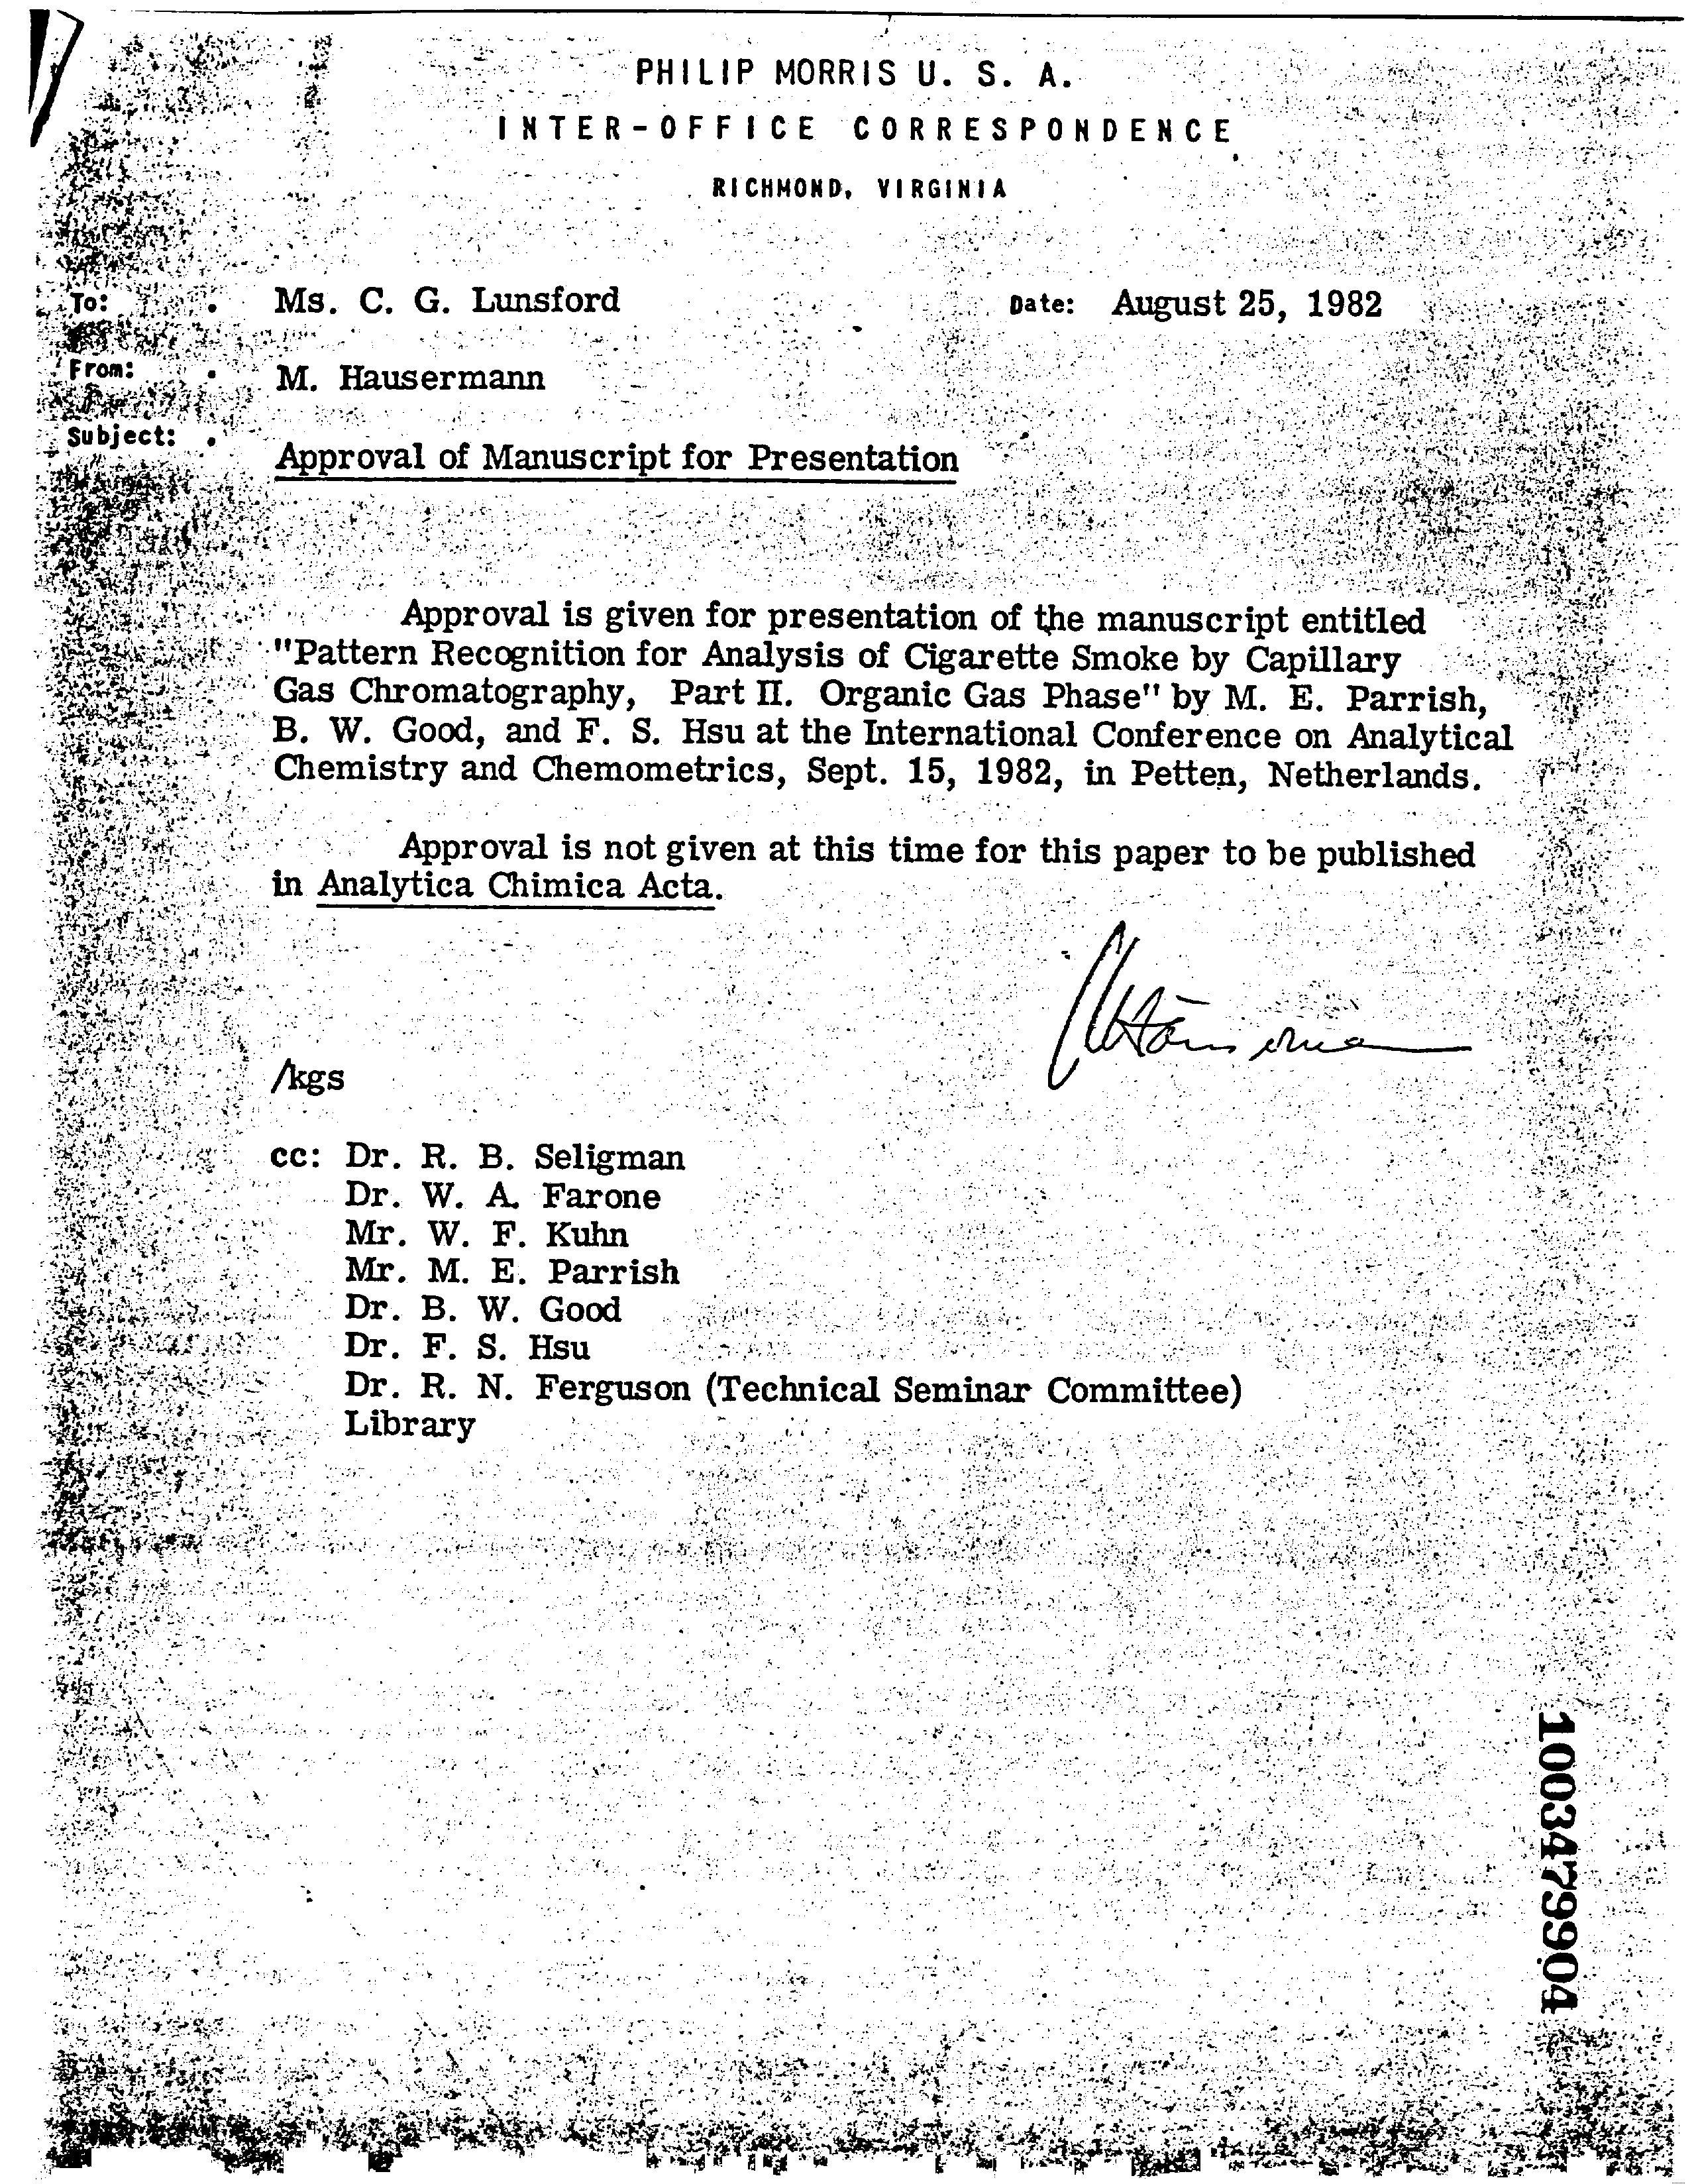 PHILIP MORRIS U. S. A.
INTER-OFFICE CORRESPONDENCE
RICHMOND, VIRGINIA
To: Ms. C. G. Lunsford Date: August 25, 1982
From: M. Hausermann
Subject: Approval of Manuscript for Presentation
Approval is given for presentation of the manuscript entitled
"Pattern Recognition for Analysis of Cigarette Smoke by Capillary
Gas Chromatography, Part II. Organic Gas Phase" by M. E. Parrish,
B. W. Good, and F. S. Hsu at the International Conference on Analytical
Chemistry and Chemometrics, Sept. 15, 1982, in Petten, Netherlands.
Approval is not given at this time for this paper to be published
in Analytica Chimica Acta.
/kgs
cc: Dr. R. B. Seligman
Dr. W. A. Farone
Mr. W. F. Kuhn
Mr. M. E. Parrish
Dr. B. W. Good
Dr. F. S. Hsu
Dr. R. N. Ferguson (Technical Seminar Committee)
Library
1003479904